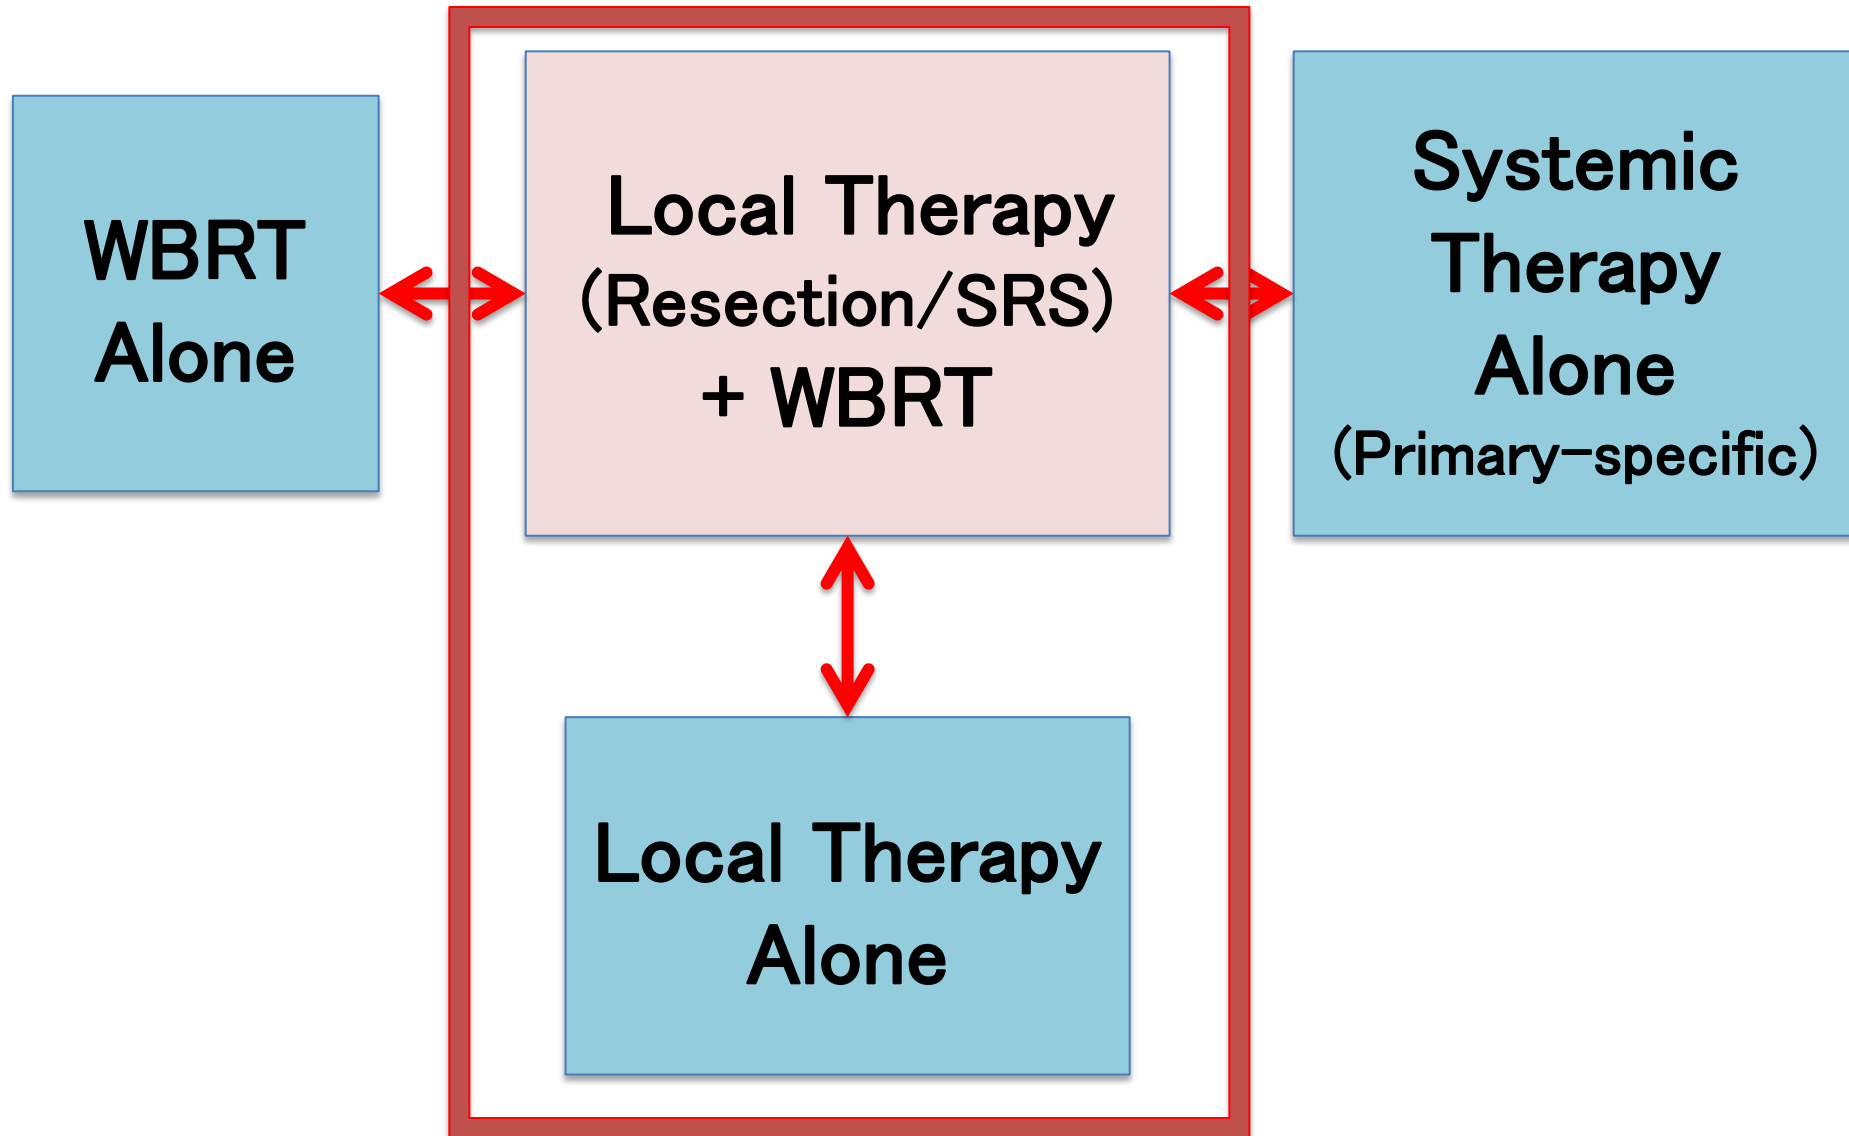 WBRT
Alone
Local Therapy
(Resection/SRS)
+ WBRT
Systemic
Therapy
Alone
(Primary-specific)
Local Therapy
Alone